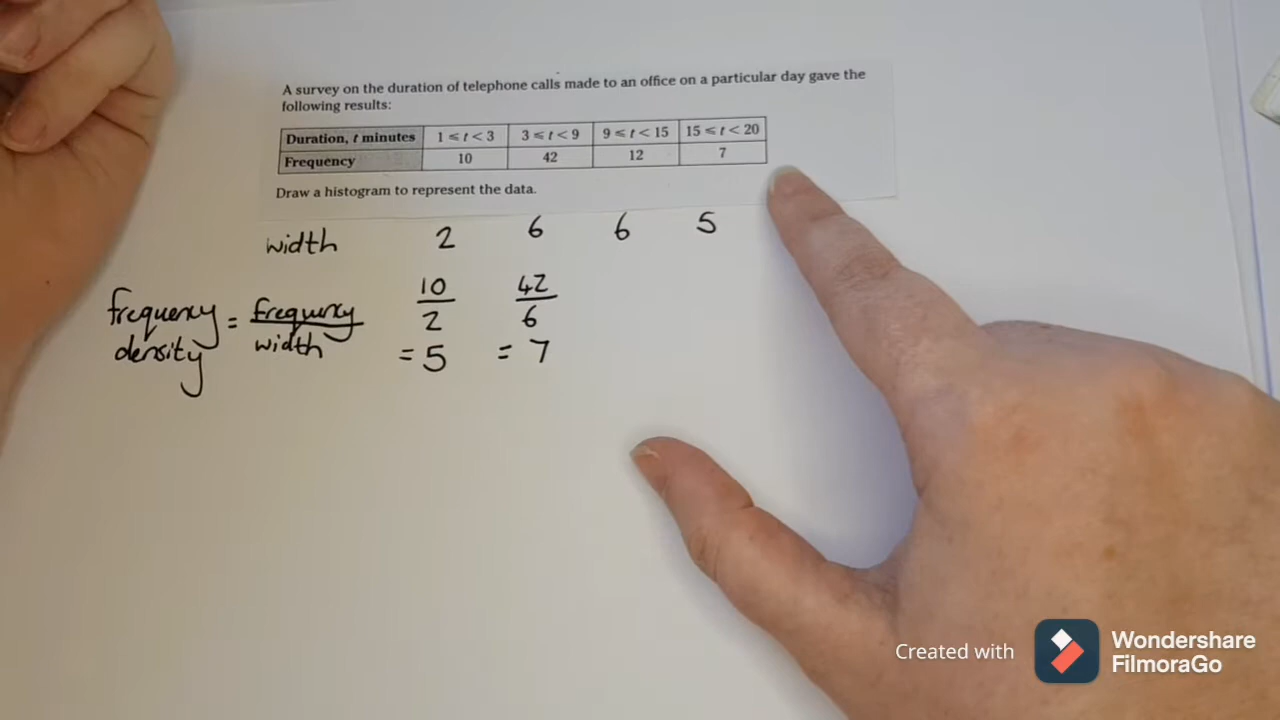 A survey on the duration of telephone calls made to an office on a particular day gave the
following results:
Duration, t minutes 1 ⩽ t < 3 3 ⩽ t < 9 9 ⩽ t < 15 15 ⩽ t < 20
Frequency 10 42 12 7
Draw a histogram to represent the data.
width 2 6 6 5
frequency density = frequency / width 10/2 42/6
= 5 = 7
Created with Wondershare
FilmoraGo